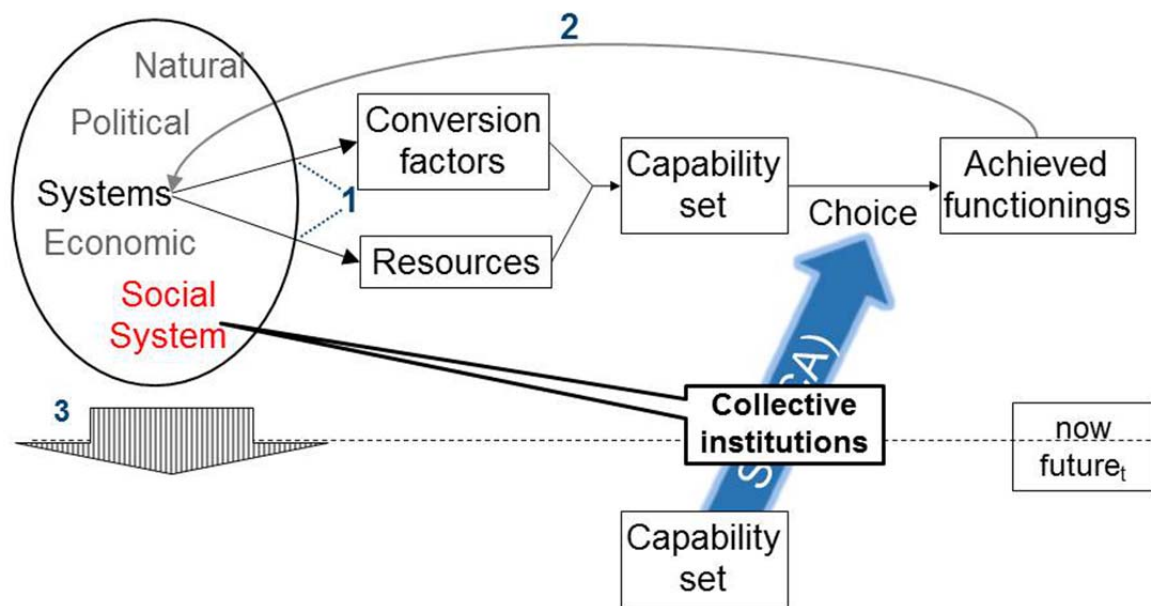 2
Natural
Political
Systems
Economic
Social
System
1
Conversion
factors
Resources
Capability
set
Choice
Achieved
functionings
3
Collective
institutions
now
future_t
Capability
set